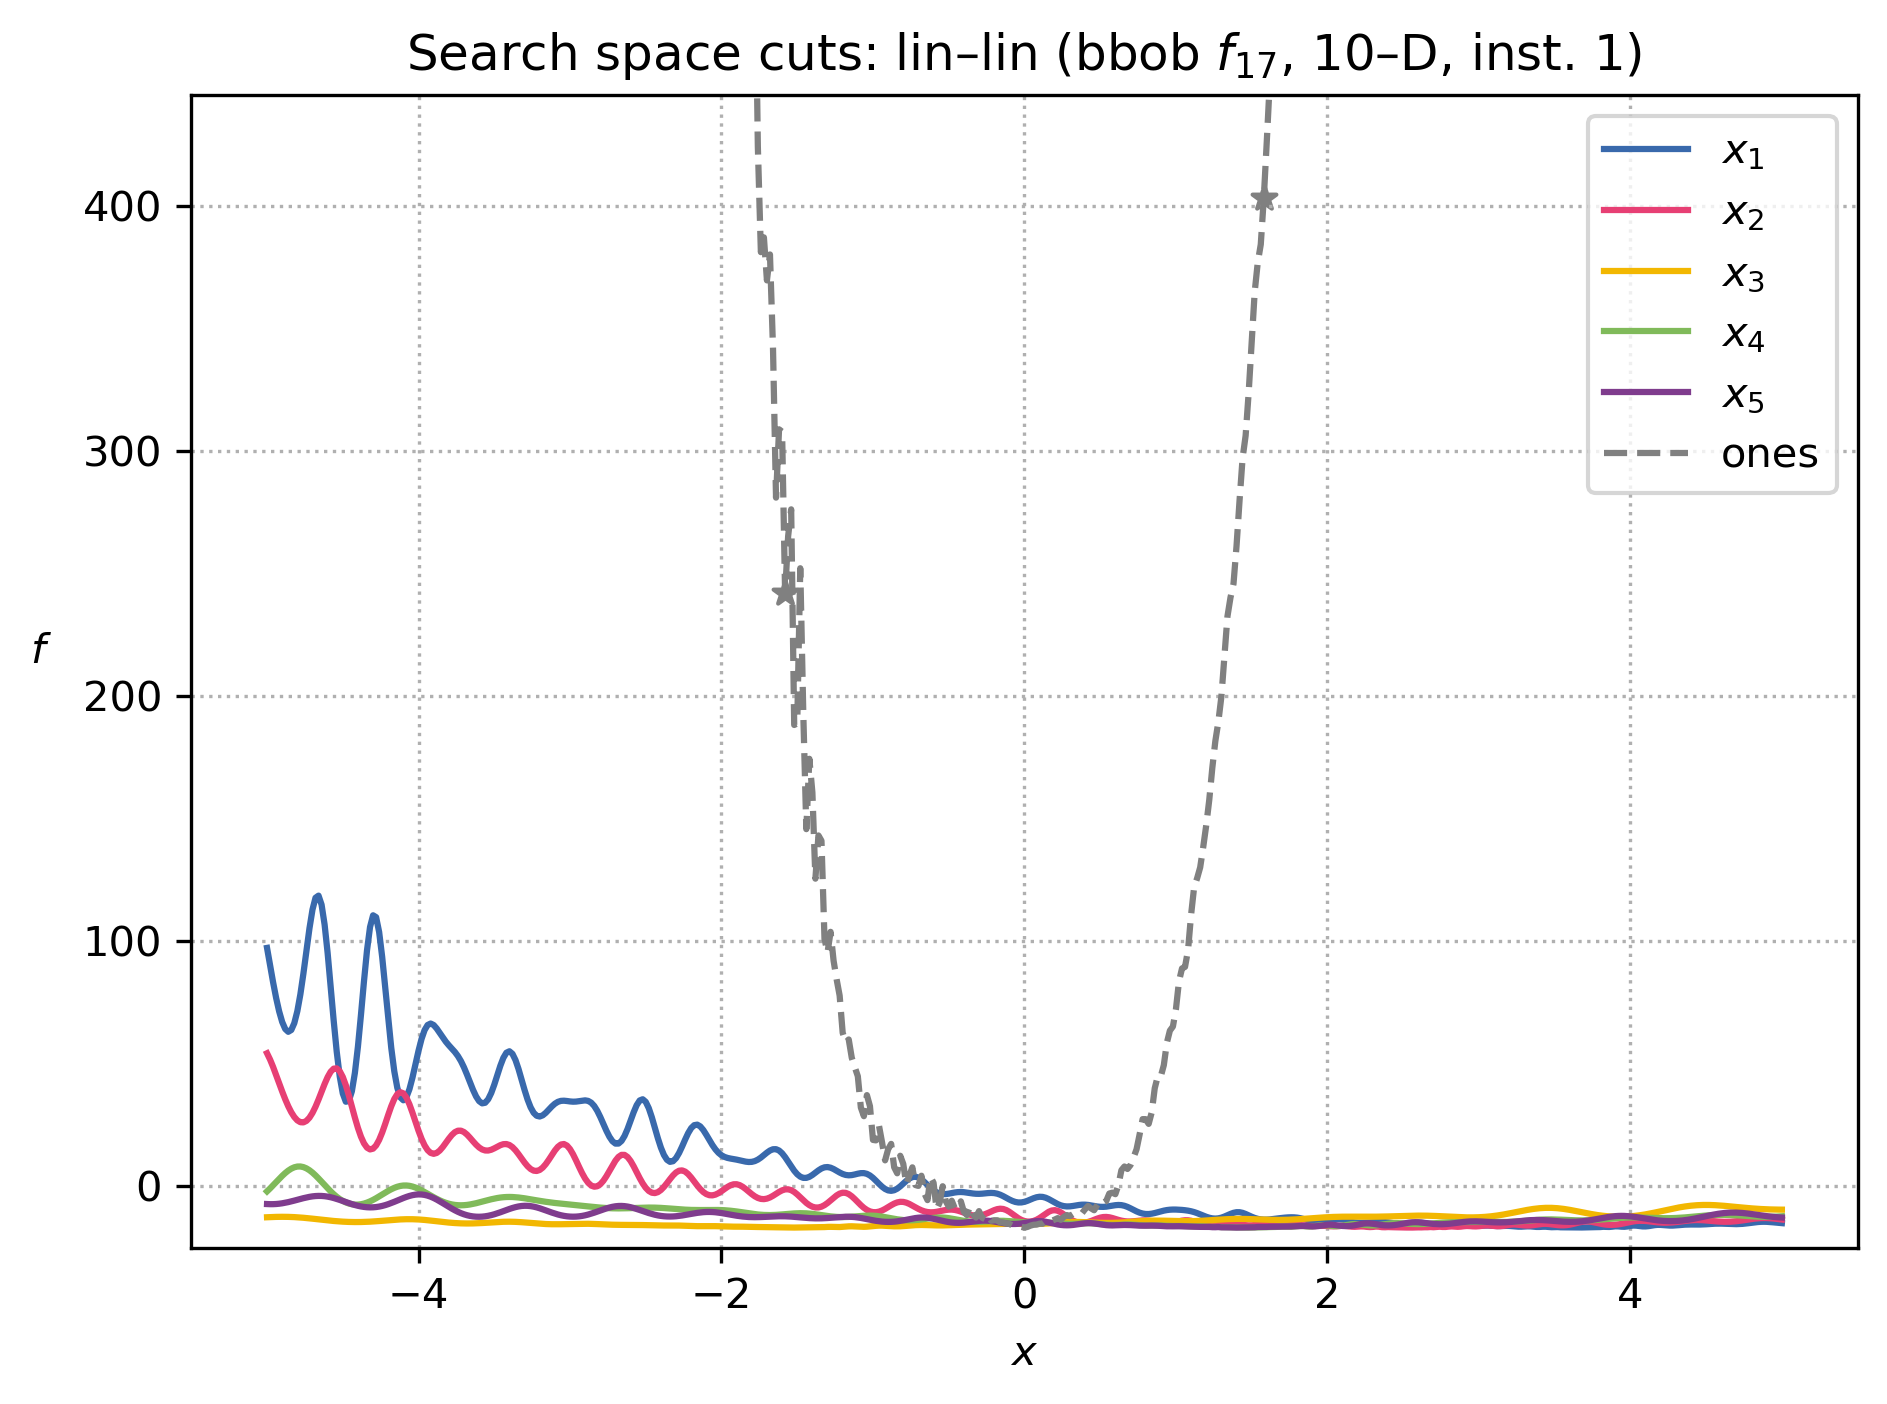 Search space cuts: lin–lin (bbob f₁₇, 10–D, inst. 1)
400
300
200
100
0
f
−4
−2
0
2
4
x
x₁
x₂
x₃
x₄
x₅
ones